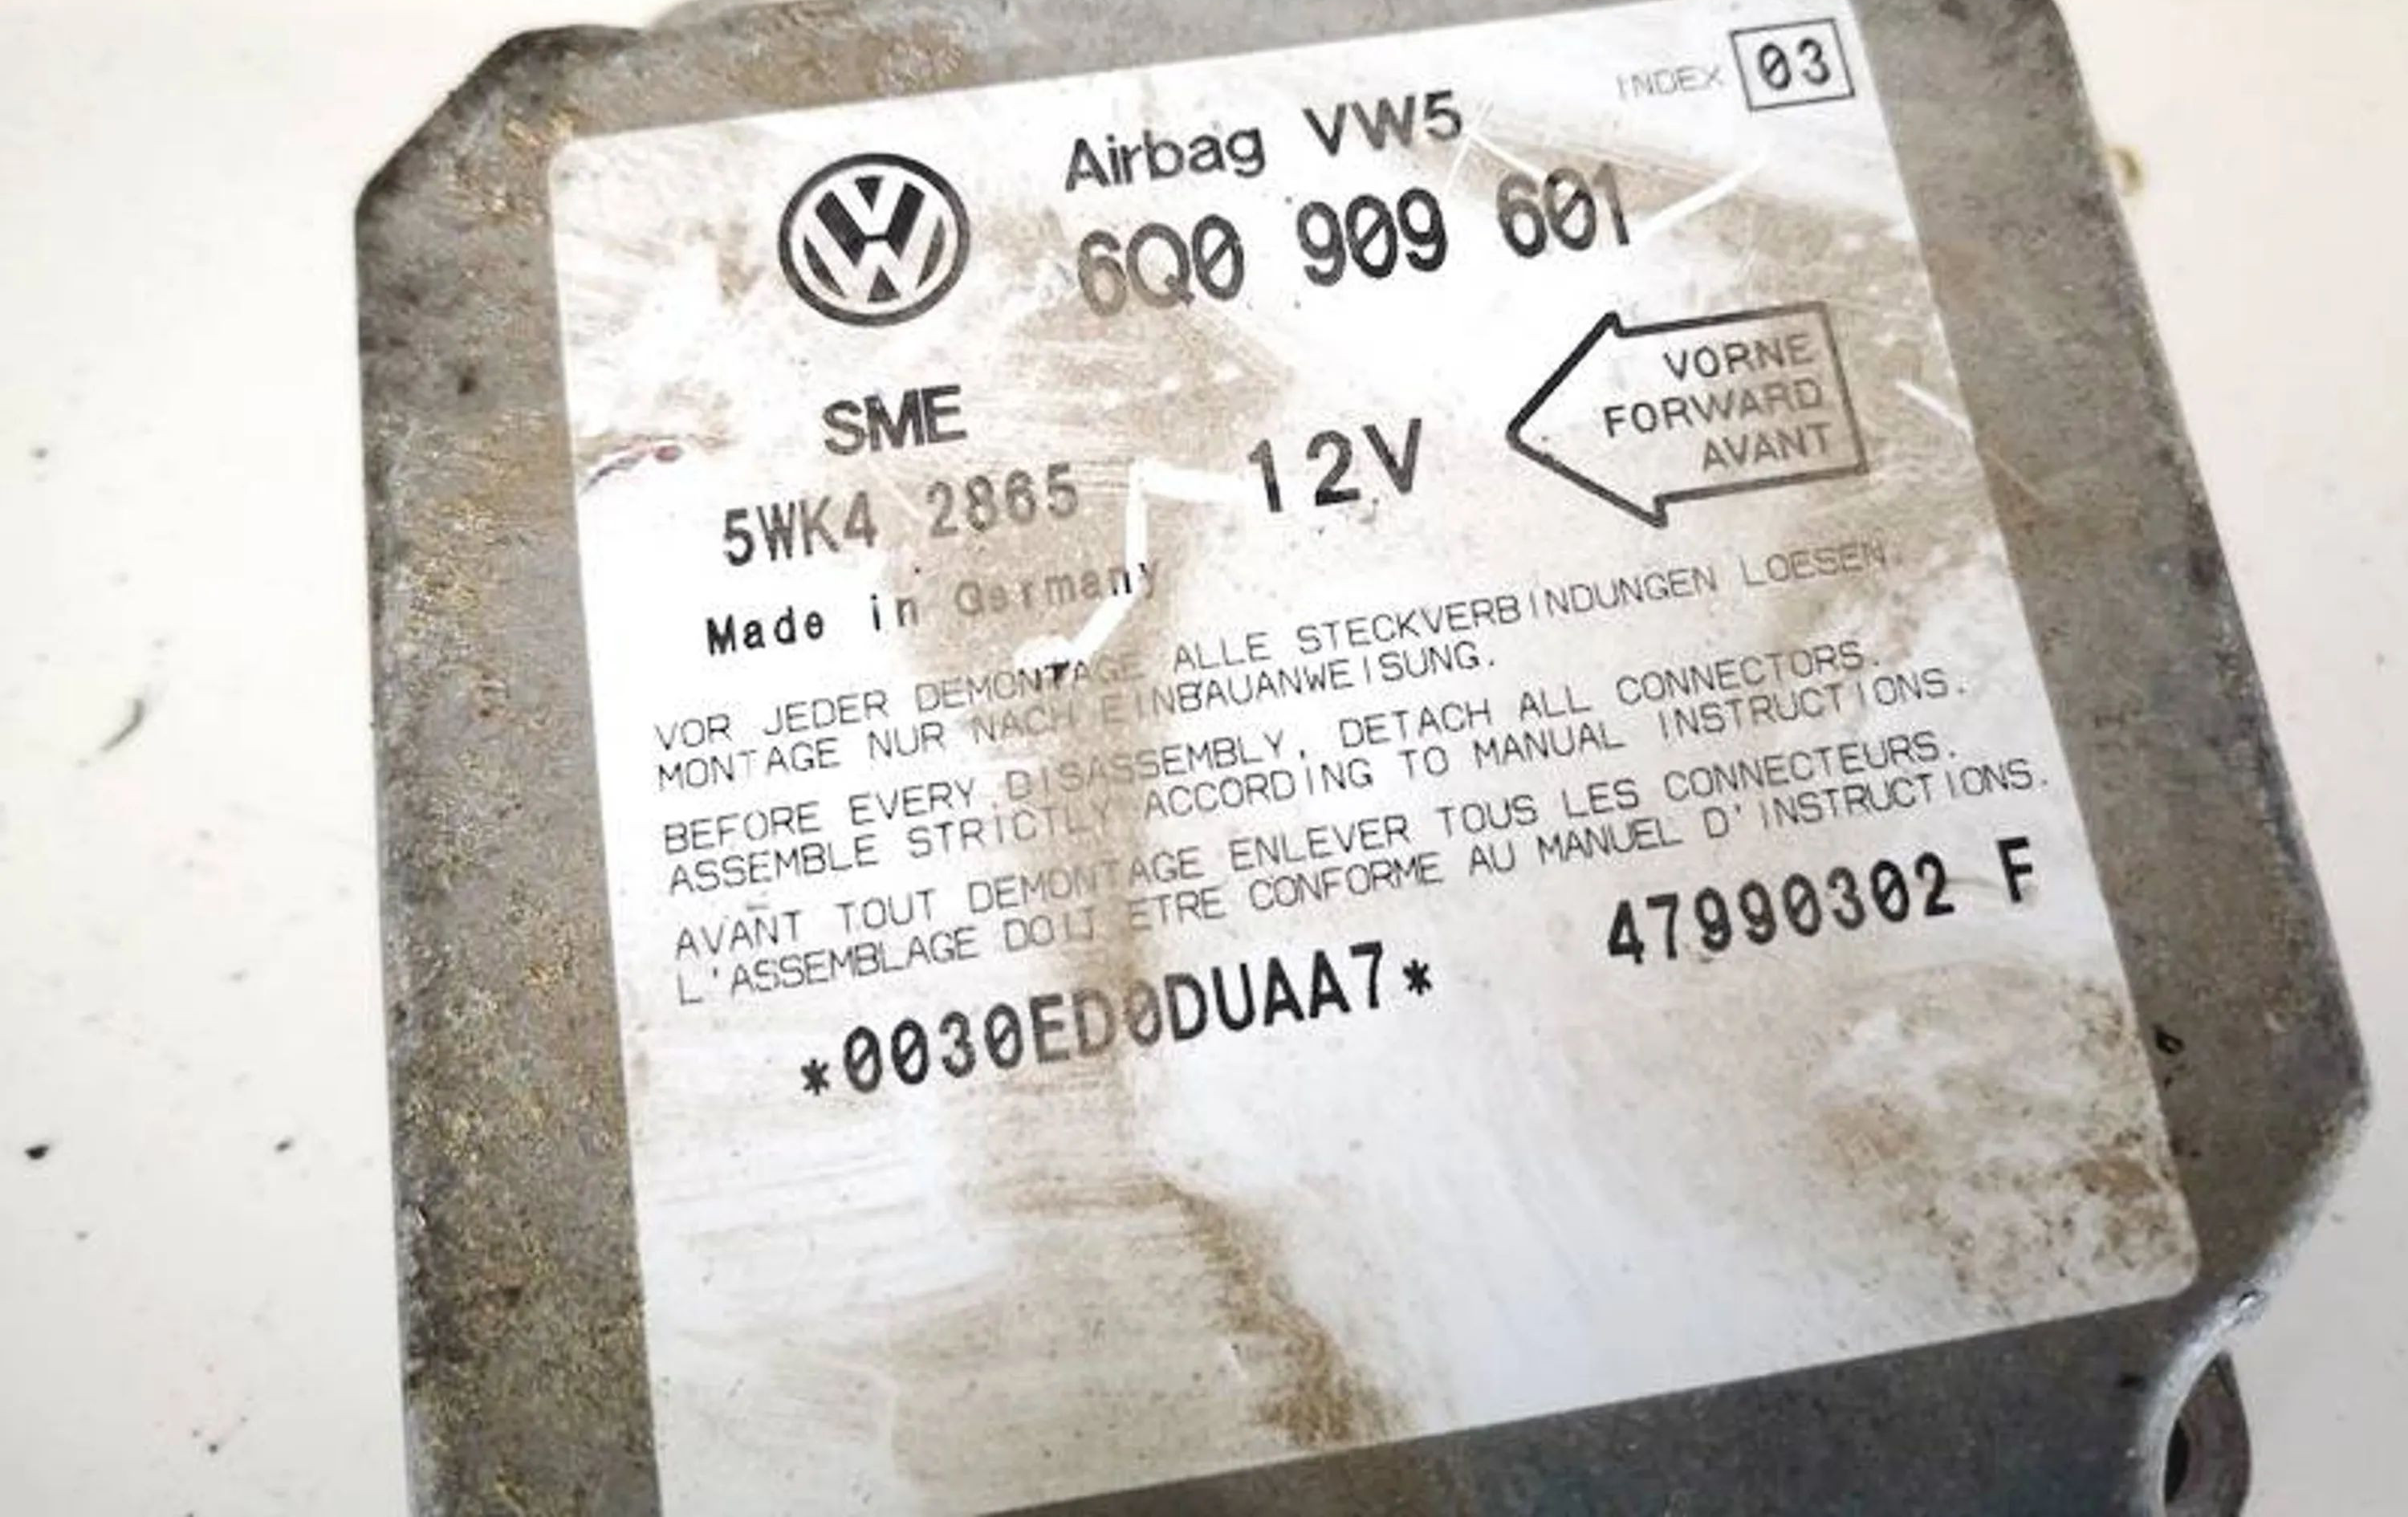 INDEX 03
Airbag VW5
6Q0 909 601
VORNE
FORWARD
AVANT
SME
12V
5WK4 2865
Made in Germany
VOR JEDER DEMONTAGE ALLE STECKVERBINDUNGEN LOESEN.
MONTAGE NUR NACH EINBAUANWEISUNG.
BEFORE EVERY DISASSEMBLY, DETACH ALL CONNECTORS.
ASSEMBLE STRICTLY ACCORDING TO MANUAL INSTRUCTIONS.
AVANT TOUT DEMONTAGE ENLEVER TOUS LES CONNECTEURS.
L'ASSEMBLAGE DOIT ETRE CONFORME AU MANUEL D'INSTRUCTIONS.
47990302 F
*0030ED0DUAA7*